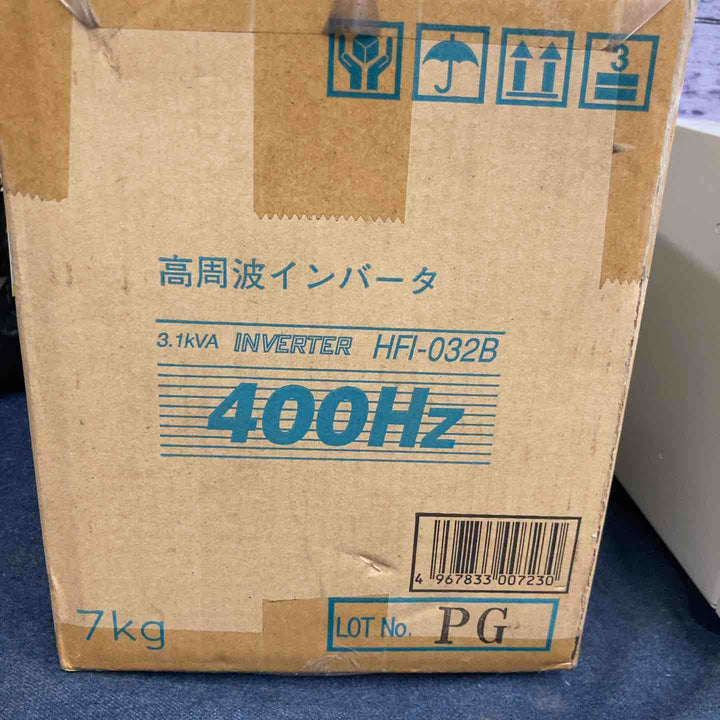 3
高周波インバータ
3.1kVA INVERTER HFI-032B
400Hz
4 967833 007230
7kg
LOT No. PG